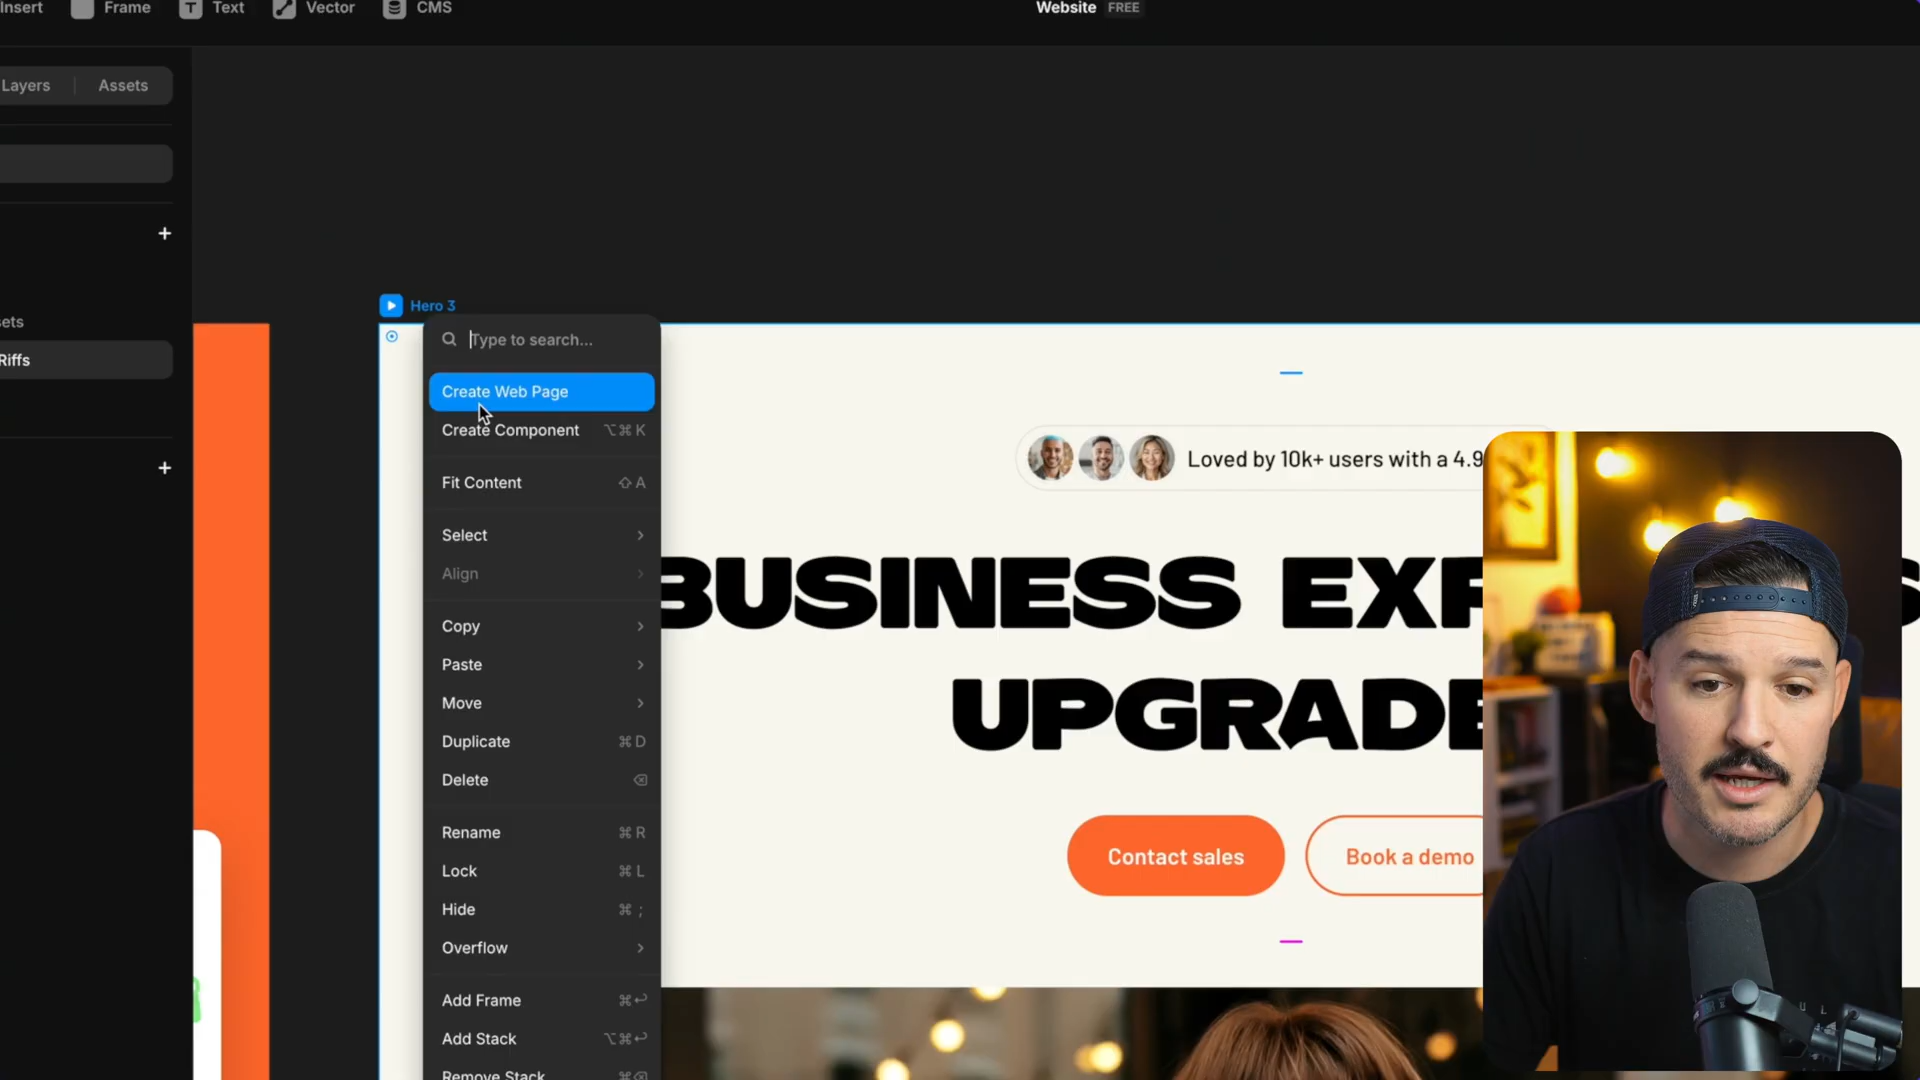 Insert Frame Text Vector CMS Website FREE
Layers Assets
sets
Riffs
Hero 3
Type to search...
Create Web Page
Create Component ⌥⌘ K
Fit Content ⇧ A
Select
Align
Copy
Paste
Move
Duplicate ⌘ D
Delete ⌫
Rename ⌘ R
Lock ⌘ L
Hide ⌘ ;
Overflow
Add Frame ⌘↩
Add Stack ⌥⌘↩
Remove Stack ⌘⌫
Loved by 10k+ users with a 4.9
BUSINESS EXP
UPGRADE
Contact sales
Book a demo